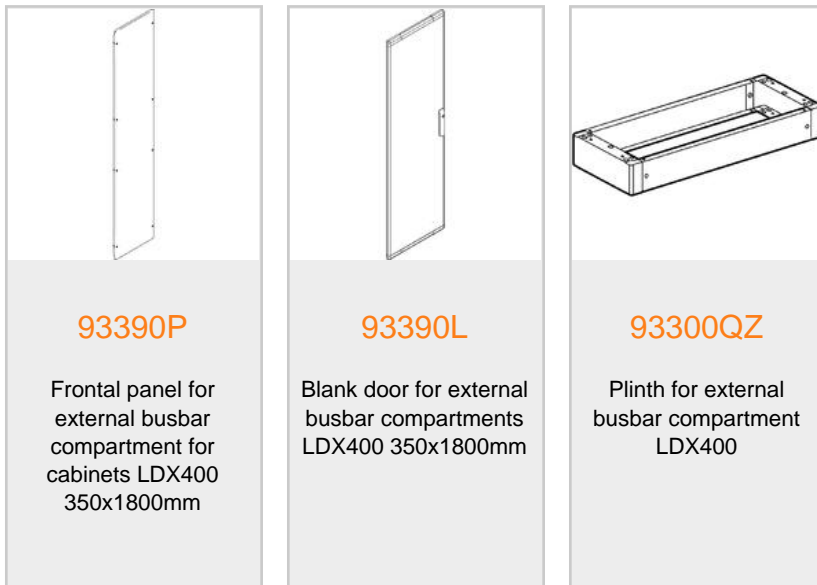 93390P
Frontal panel for
external busbar
compartment for
cabinets LDX400
350x1800mm
93390L
Blank door for external
busbar compartments
LDX400 350x1800mm
93300QZ
Plinth for external
busbar compartment
LDX400